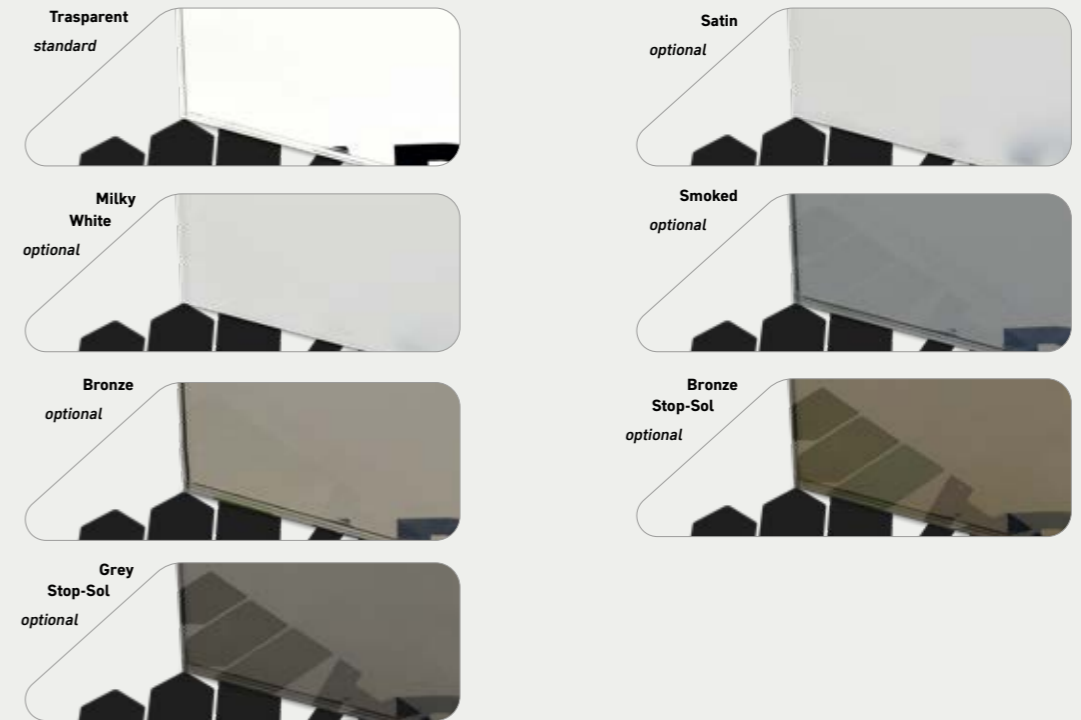 Trasparent
standard
Satin
optional
Milky
White
optional
Smoked
optional
Bronze
optional
Bronze
Stop-Sol
optional
Grey
Stop-Sol
optional